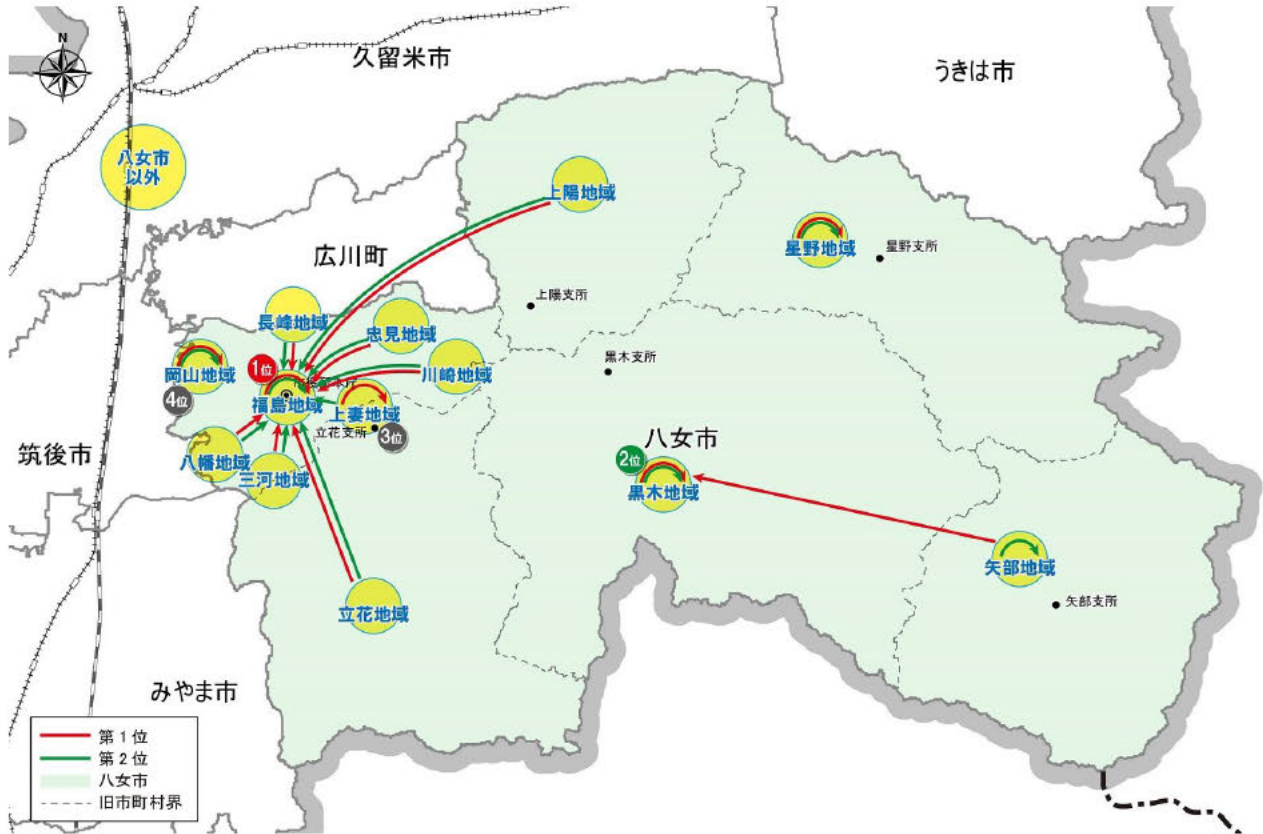 N
久留米市
うきは市
八女市
以外
上陽地域
広川町
星野地域
星野支所
上陽支所
長峰地域
忠見地域
黒木支所
岡山地域
4位
1位
福島地域
川崎地域
上妻地域
立花支所
3位
筑後市
八幡地域
三河地域
八女市
2位
黒木地域
矢部地域
矢部支所
立花地域
みやま市
第1位
第2位
八女市
旧市町村界